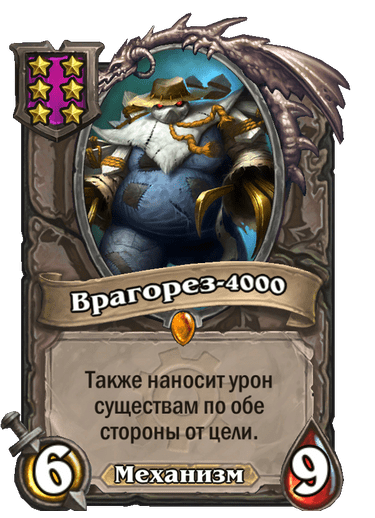 Врагорез-4000
Также наносит урон
существам по обе
стороны от цели.
6
Механизм
9